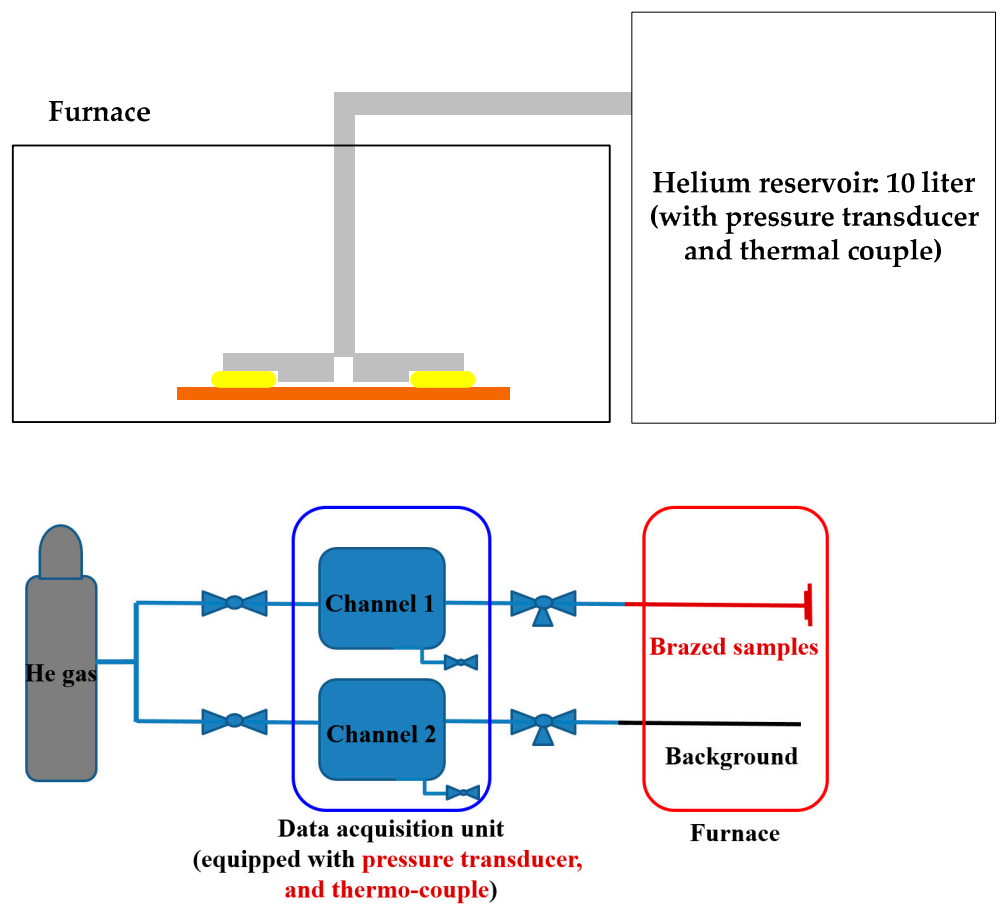 Furnace
Helium reservoir: 10 liter
(with pressure transducer
and thermal couple)
He gas
Channel 1
Channel 2
Brazed samples
Background
Data acquisition unit
(equipped with pressure transducer,
and thermo-couple)
Furnace